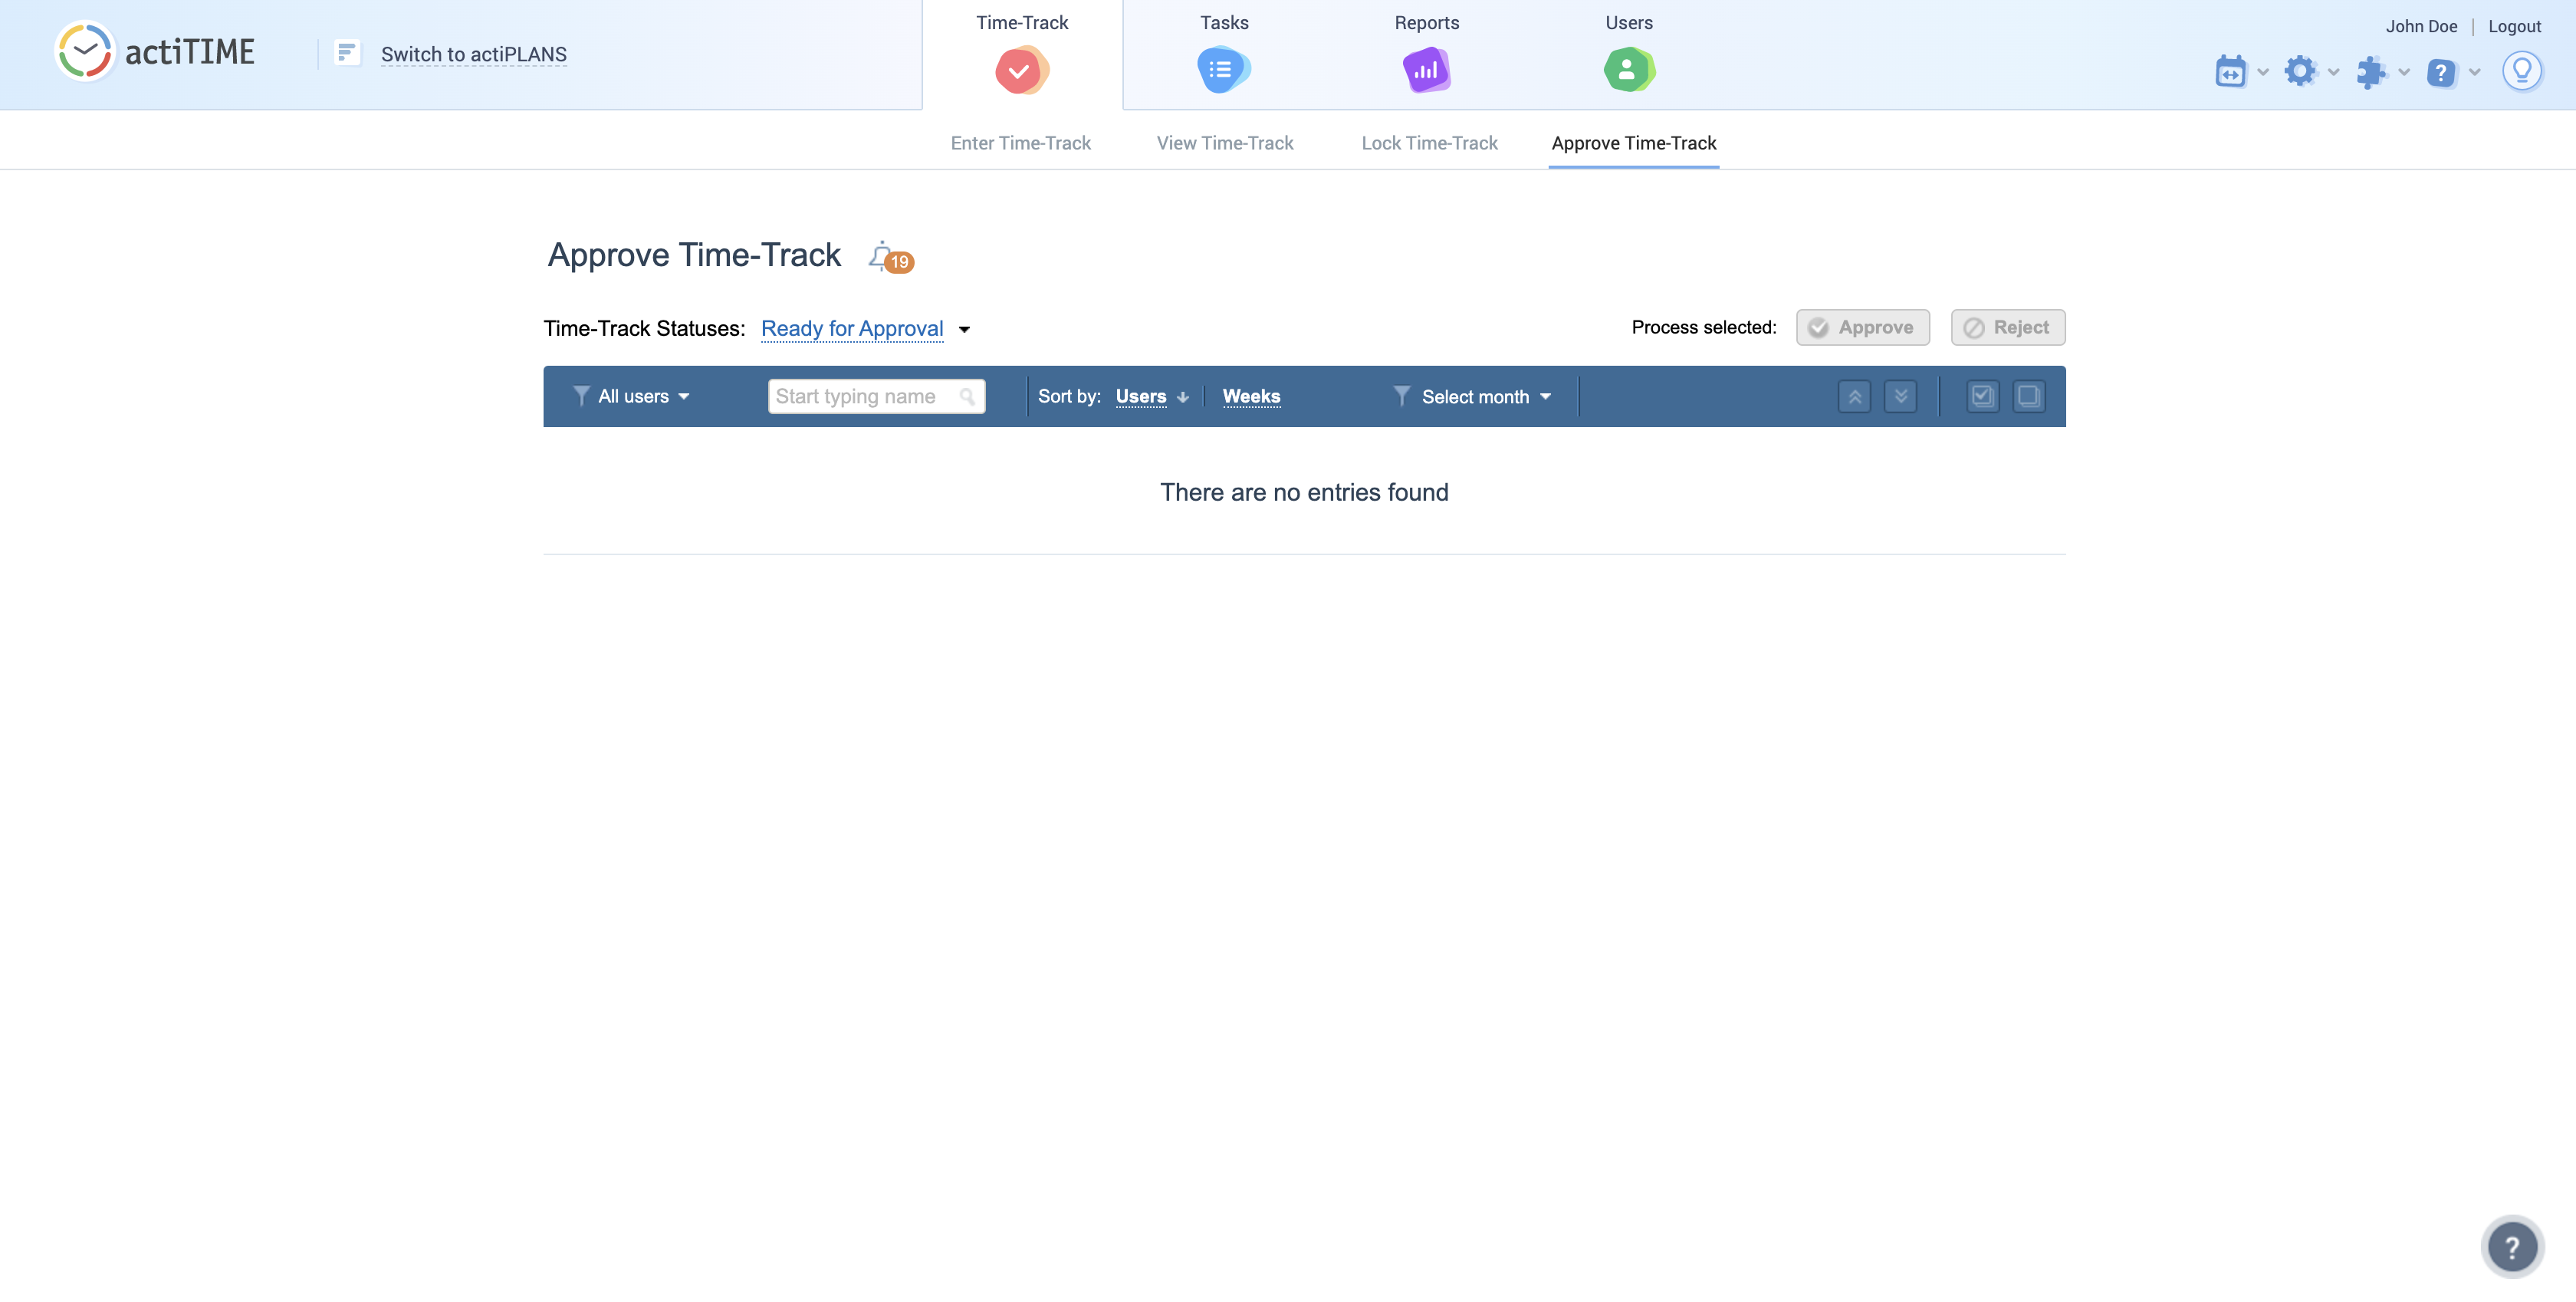 actiTIME
Switch to actiPLANS
Time-Track
Tasks
Reports
Users
John Doe
Logout
Enter Time-Track
View Time-Track
Lock Time-Track
Approve Time-Track
Approve Time-Track
19
Time-Track Statuses: Ready for Approval
Process selected:
Approve
Reject
All users
Start typing name
Sort by: Users
Weeks
Select month
There are no entries found
?